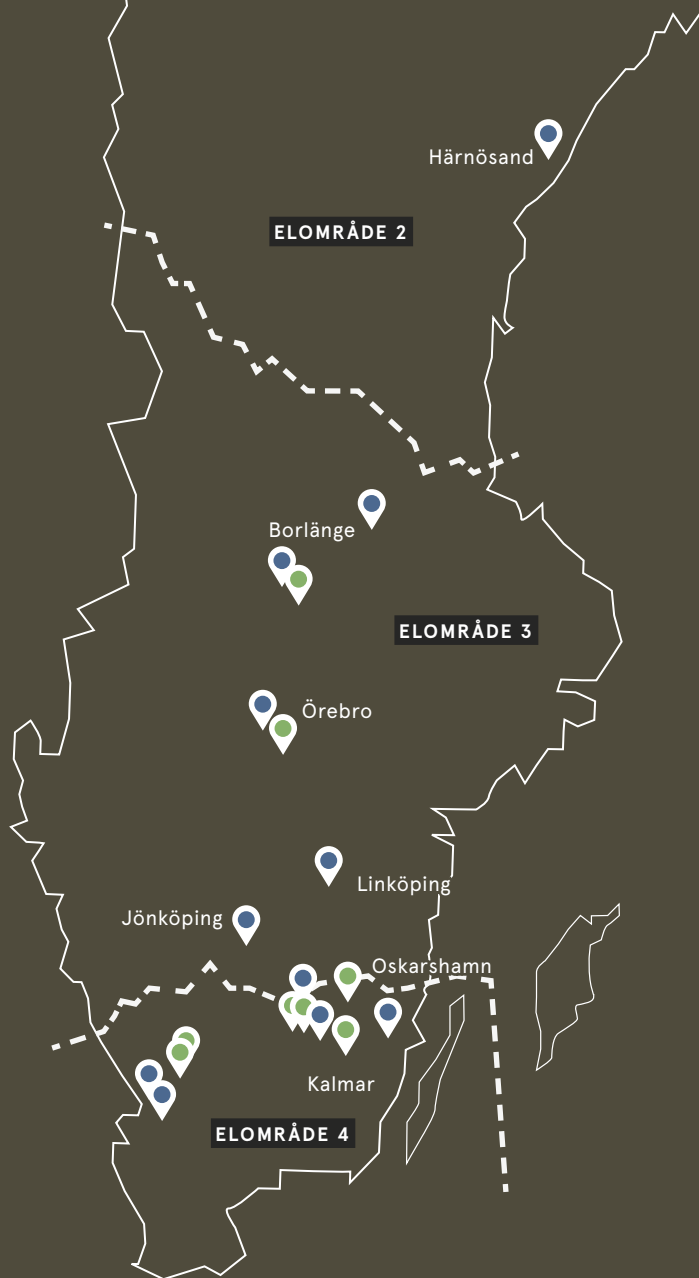 Härnösand
ELOMRÅDE 2
Borlänge
ELOMRÅDE 3
Örebro
Linköping
Jönköping
Oskarshamn
Kalmar
ELOMRÅDE 4